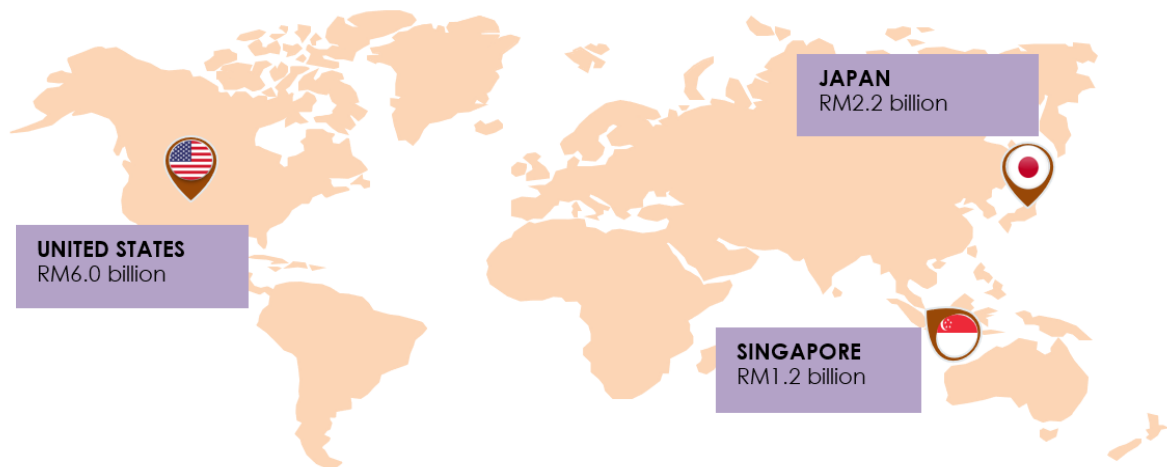 JAPAN
RM2.2 billion
UNITED STATES
RM6.0 billion
SINGAPORE
RM1.2 billion